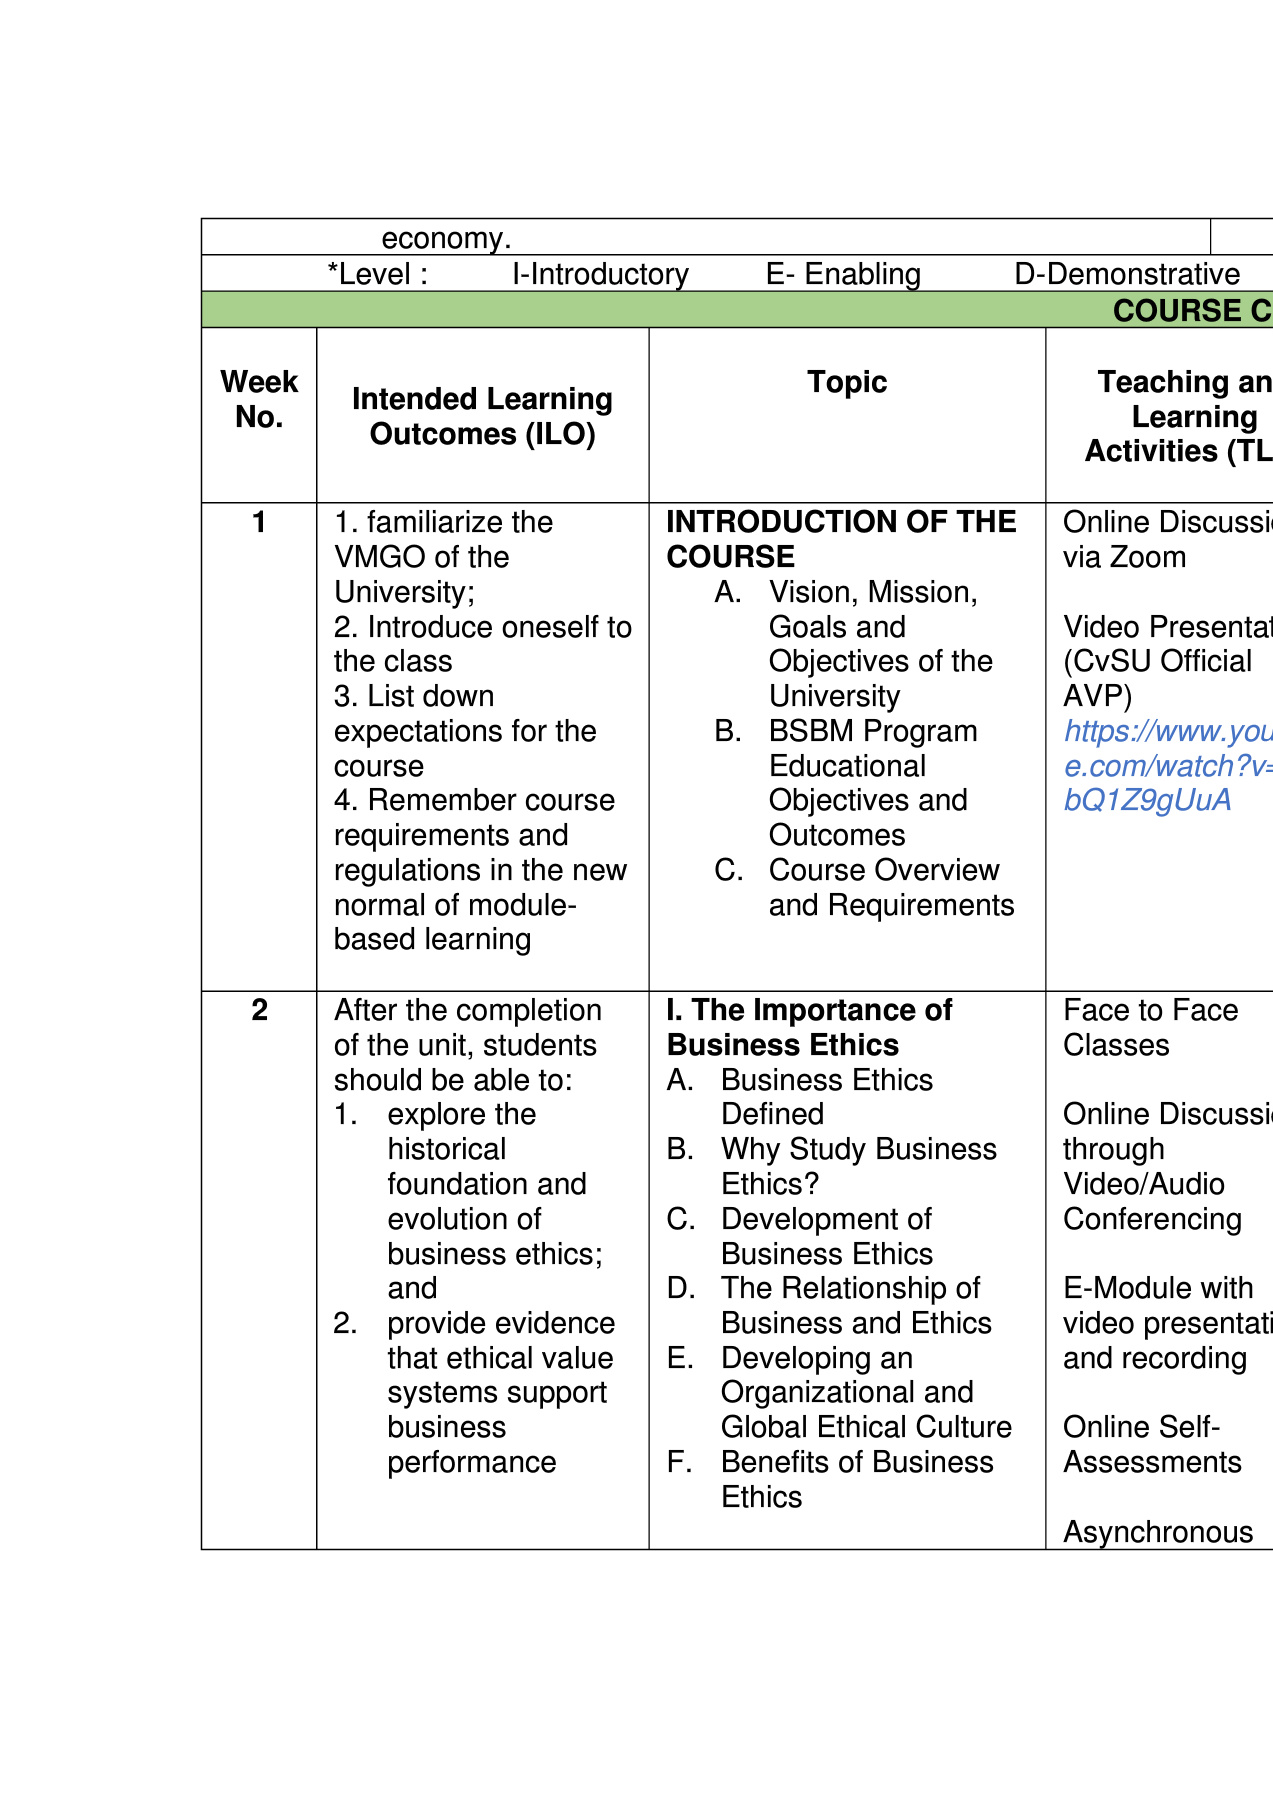 economy.
*Level : I-Introductory E- Enabling D-Demonstrative
COURSE C
Week
No.
Intended Learning
Outcomes (ILO)
Topic
Teaching an
Learning
Activities (TL
1
1. familiarize the
VMGO of the
University;
2. Introduce oneself to
the class
3. List down
expectations for the
course
4. Remember course
requirements and
regulations in the new
normal of module-
based learning
INTRODUCTION OF THE
COURSE
A. Vision, Mission,
Goals and
Objectives of the
University
B. BSBM Program
Educational
Objectives and
Outcomes
C. Course Overview
and Requirements
Online Discussi
via Zoom
Video Presentat
(CvSU Official
AVP)
https://www.you
e.com/watch?v=
bQ1Z9gUuA
2
After the completion
of the unit, students
should be able to:
1. explore the
historical
foundation and
evolution of
business ethics;
and
2. provide evidence
that ethical value
systems support
business
performance
I. The Importance of
Business Ethics
A. Business Ethics
Defined
B. Why Study Business
Ethics?
C. Development of
Business Ethics
D. The Relationship of
Business and Ethics
E. Developing an
Organizational and
Global Ethical Culture
F. Benefits of Business
Ethics
Face to Face
Classes
Online Discussi
through
Video/Audio
Conferencing
E-Module with
video presentati
and recording
Online Self-
Assessments
Asynchronous